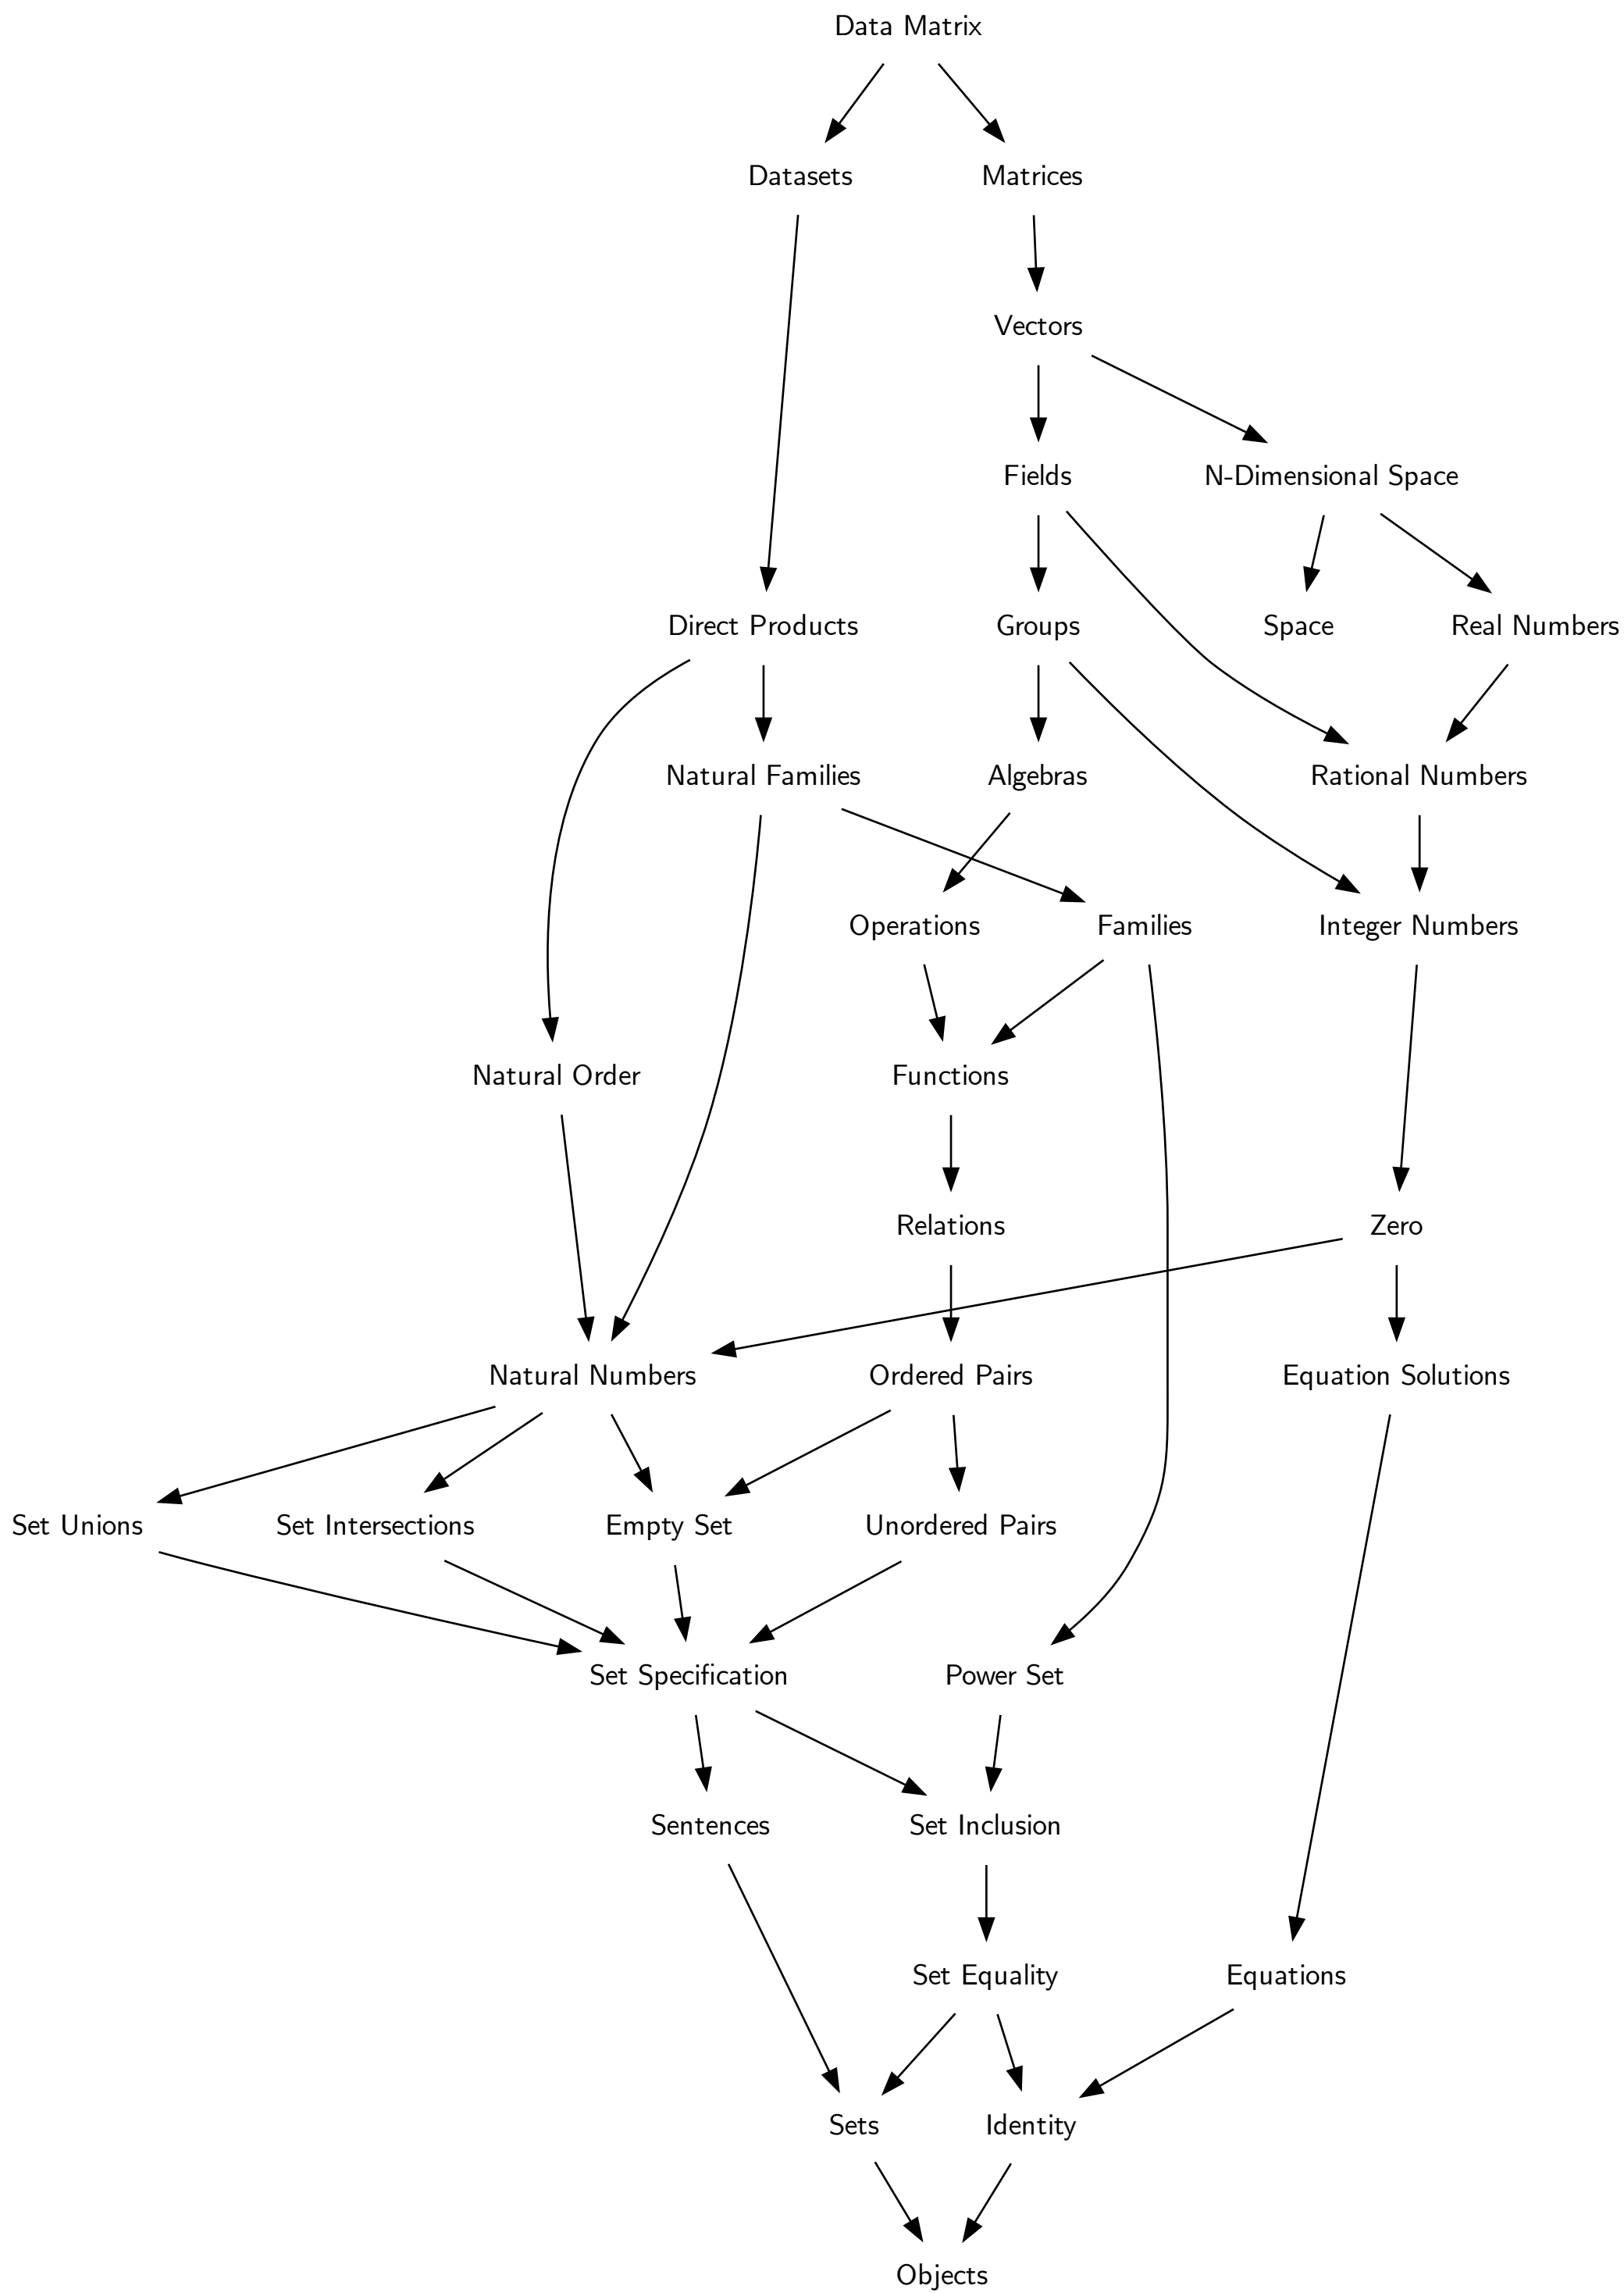 Data Matrix
Datasets
Matrices
Vectors
Fields
N-Dimensional Space
Direct Products
Groups
Space
Real Numbers
Natural Families
Algebras
Rational Numbers
Operations
Families
Integer Numbers
Natural Order
Functions
Relations
Zero
Natural Numbers
Ordered Pairs
Equation Solutions
Set Unions
Set Intersections
Empty Set
Unordered Pairs
Set Specification
Power Set
Sentences
Set Inclusion
Set Equality
Equations
Sets
Identity
Objects